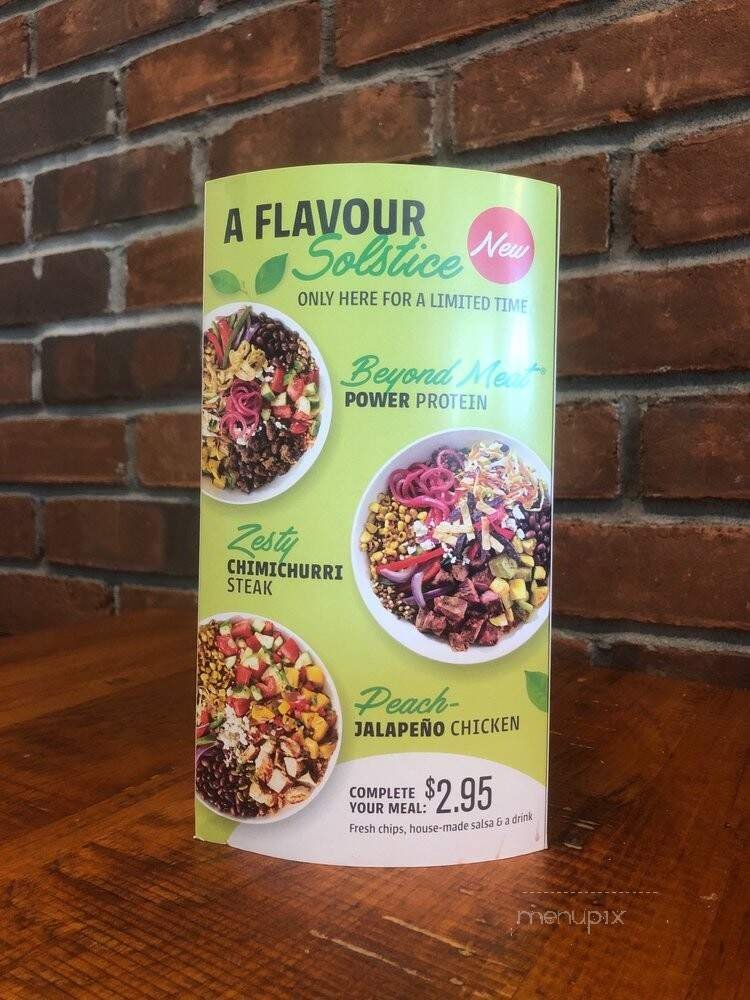 A FLAVOUR
Solstice
New
ONLY HERE FOR A LIMITED TIME
Beyond Meat®
POWER PROTEIN
Zesty
CHIMICHURRI
STEAK
Peach-
JALAPEÑO CHICKEN
COMPLETE
YOUR MEAL: $2.95
Fresh chips, house-made salsa & a drink
menupix